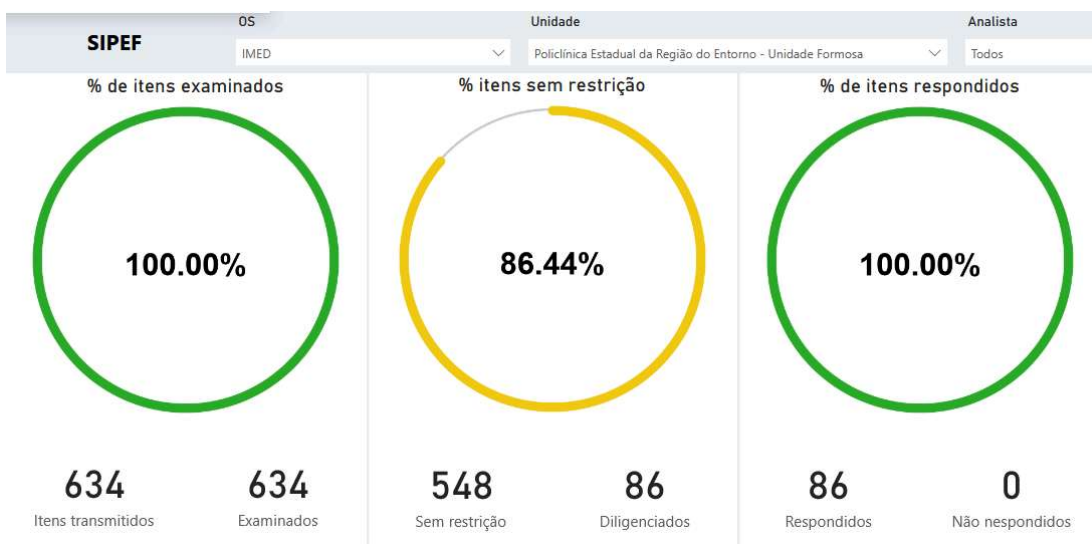 OS Unidade Analista
SIPEF
IMED Policlínica Estadual da Região do Entorno - Unidade Formosa Todos
% de itens examinados
100.00%
634 634
Itens transmitidos Examinados
% itens sem restrição
86.44%
548 86
Sem restrição Diligenciados
% de itens respondidos
100.00%
86 0
Respondidos Não nespondidos